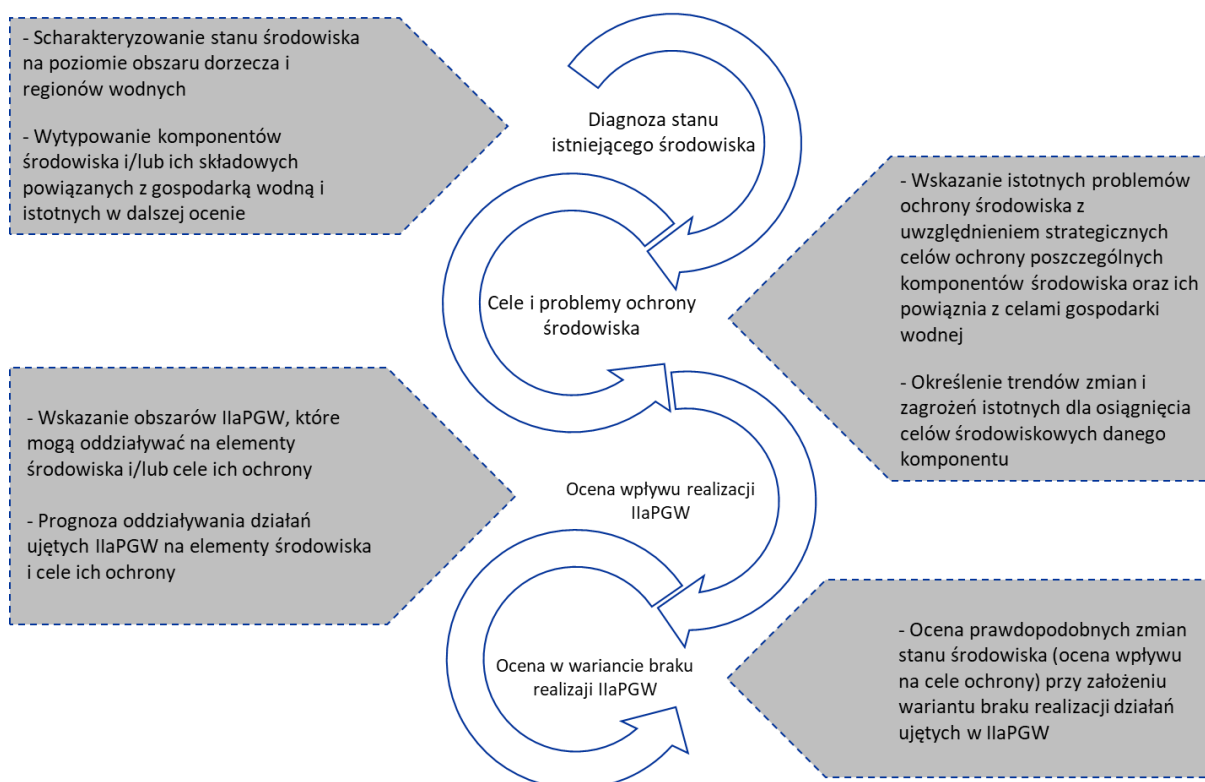 - Scharakteryzowanie stanu środowiska
na poziomie obszaru dorzecza i
regionów wodnych
- Wytypowanie komponentów
środowiska i/lub ich składowych
powiązanych z gospodarką wodną i
istotnych w dalszej ocenie
Diagnoza stanu
istniejącego środowiska
- Wskazanie istotnych problemów
ochrony środowiska z
uwzględnieniem strategicznych
celów ochrony poszczególnych
komponentów środowiska oraz ich
powiąznia z celami gospodarki
wodnej
- Określenie trendów zmian i
zagrożeń istotnych dla osiągnięcia
celów środowiskowych danego
komponentu
Cele i problemy ochrony
środowiska
- Wskazanie obszarów IIaPGW, które
mogą oddziaływać na elementy
środowiska i/lub cele ich ochrony
- Prognoza oddziaływania działań
ujętych IIaPGW na elementy środowiska
i cele ich ochrony
Ocena wpływu realizacji
IIaPGW
Ocena w wariancie braku
realizaji IIaPGW
- Ocena prawdopodobnych zmian
stanu środowiska (ocena wpływu
na cele ochrony) przy założeniu
wariantu braku realizacji działań
ujętych w IIaPGW